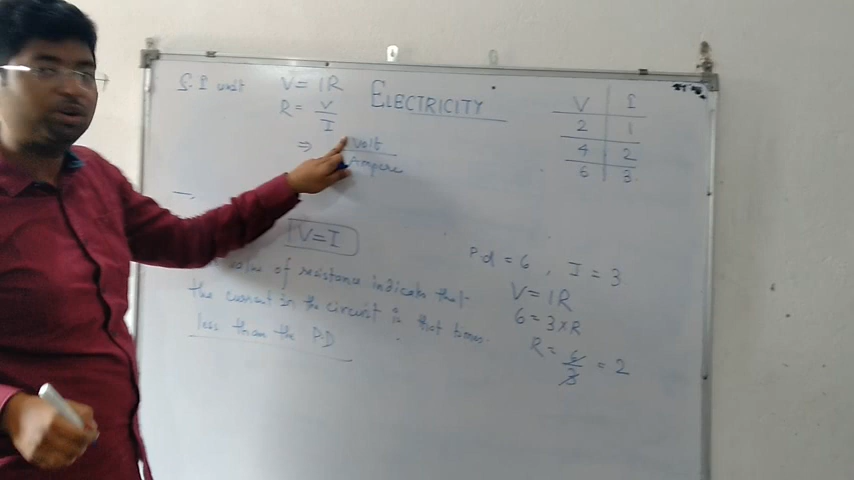 S.I unit
V = IR
R = V/I
⇒ Volt/Ampere
ELECTRICITY
V I
2 1
4 2
6 3
V = I
value of resistance indicates that
the current in the circuit is that times
less than the P.D
Pd = 6, I = 3
V = IR
6 = 3×R
R = 6/3 = 2